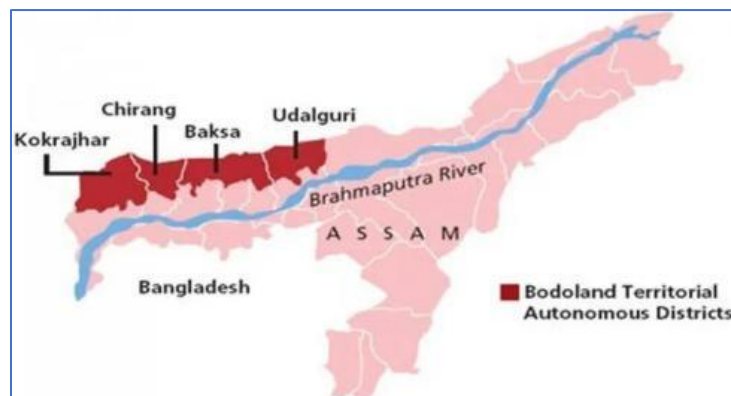 Chirang
Udalguri
Baksa
Kokrajhar
Brahmaputra River
A S S A M
Bangladesh
Bodoland Territorial
Autonomous Districts